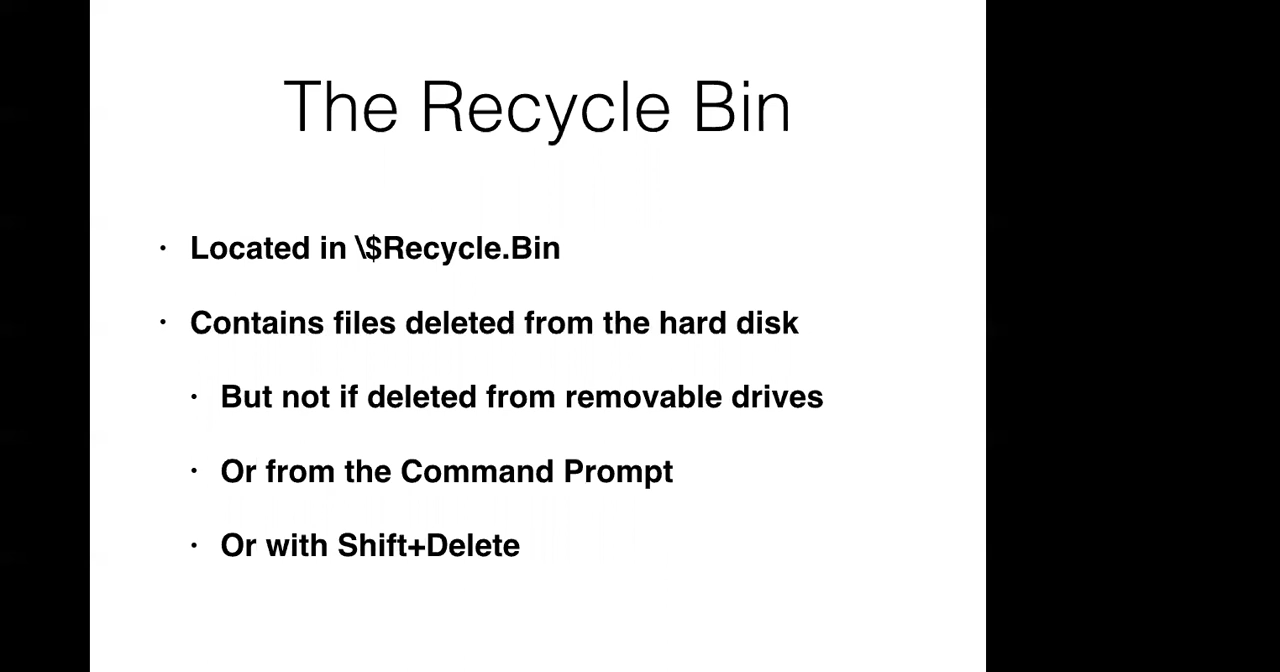 The Recycle Bin
• Located in \$Recycle.Bin
• Contains files deleted from the hard disk
• But not if deleted from removable drives
• Or from the Command Prompt
• Or with Shift+Delete